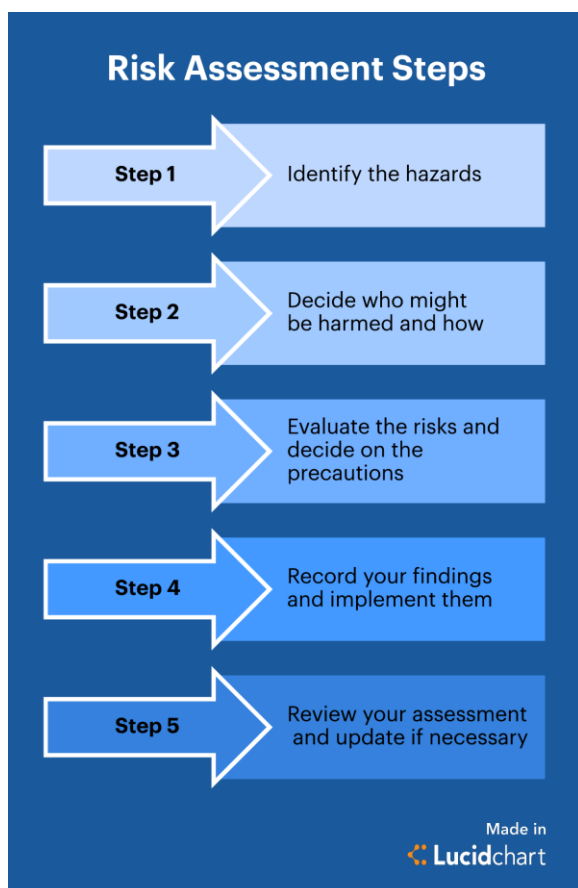 Risk Assessment Steps
Step 1
Identify the hazards
Step 2
Decide who might
be harmed and how
Step 3
Evaluate the risks and
decide on the
precautions
Step 4
Record your findings
and implement them
Step 5
Review your assessment
and update if necessary
Made in
Lucidchart